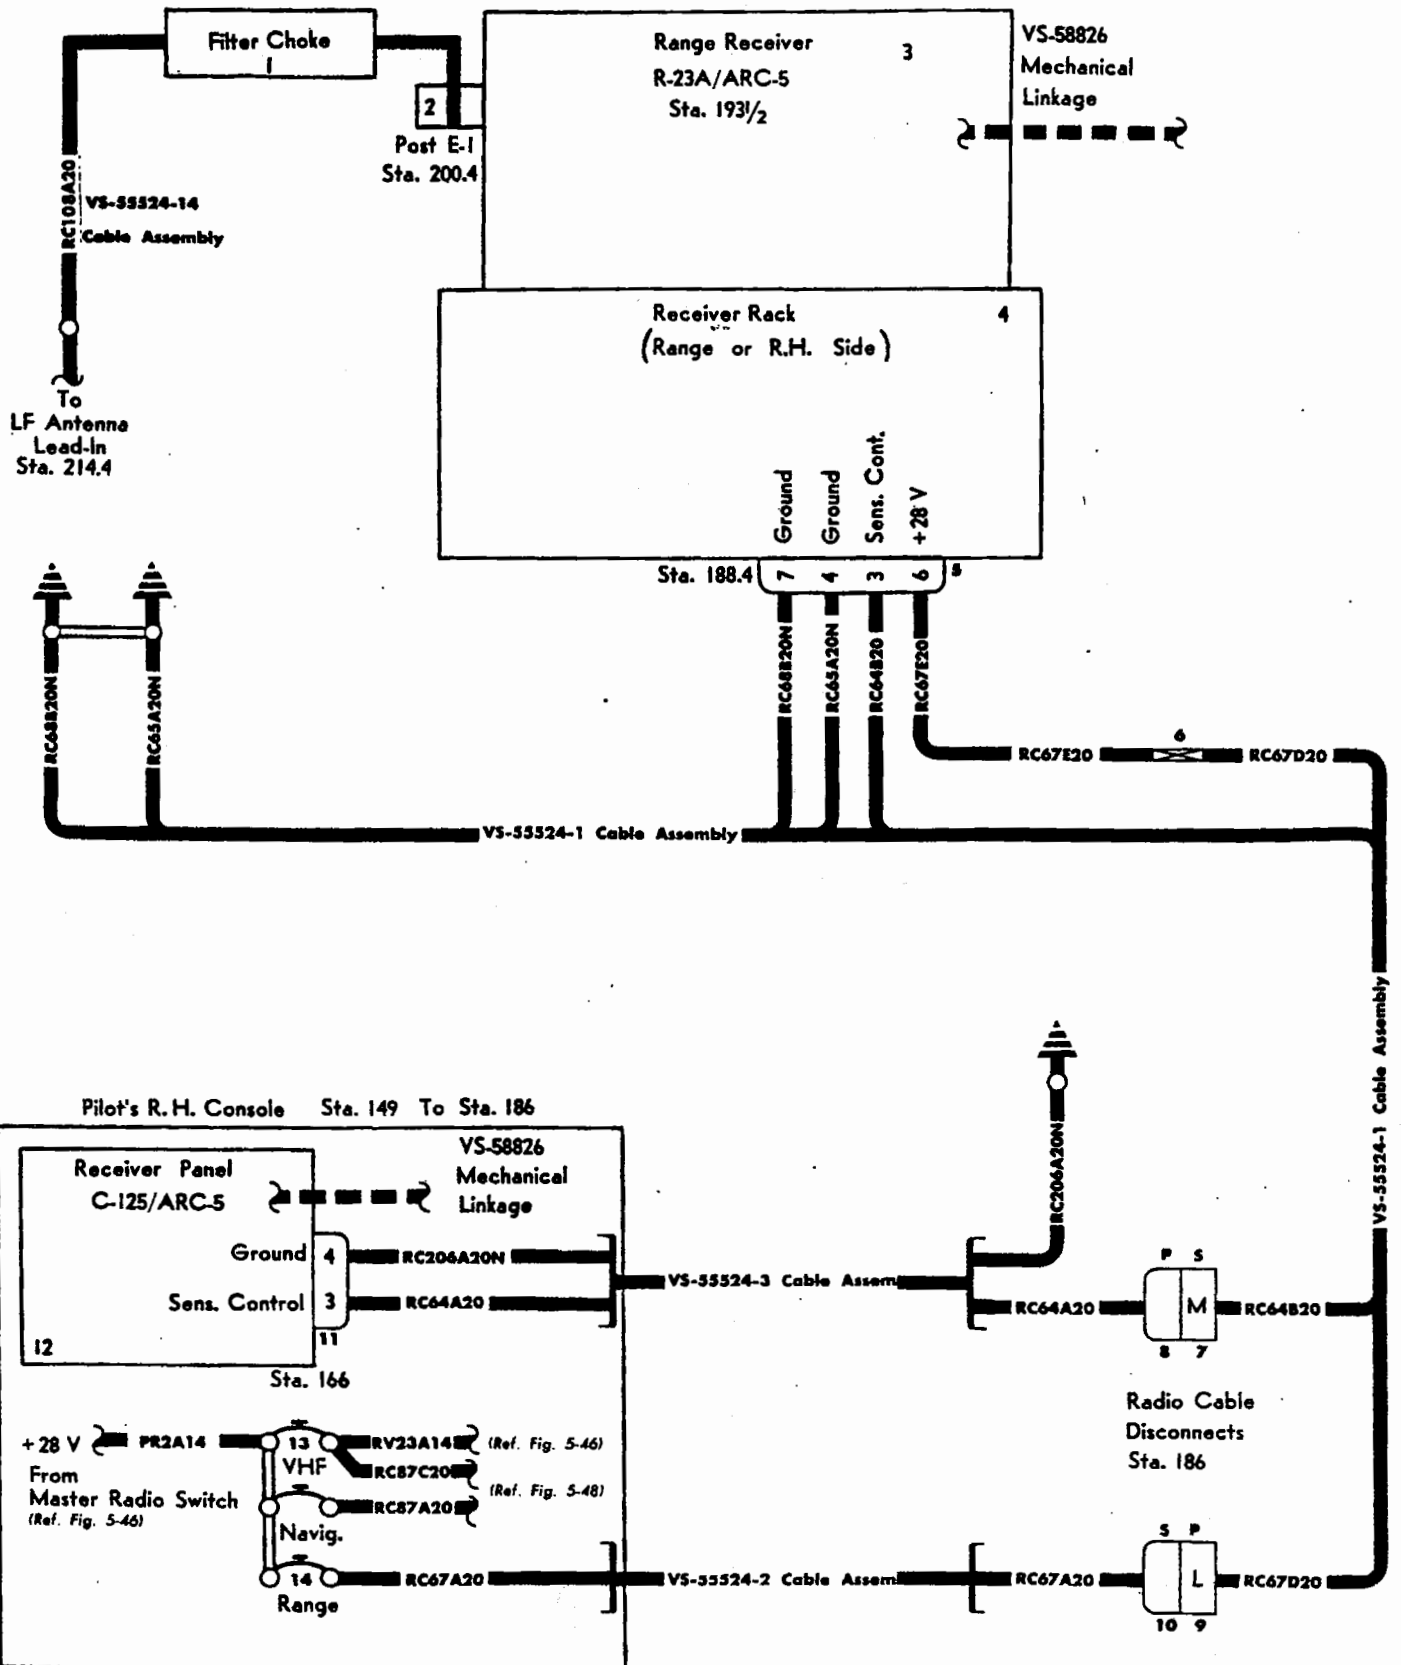 Filter Choke
1
2
Post E-1
Sta. 200.4
Range Receiver
3
R-23A/ARC-5
Sta. 193 1/2
VS-58826
Mechanical
Linkage
RC108A20
VS-55524-14
Cable Assembly
To
LF Antenna
Lead-In
Sta. 214.4
Receiver Rack
4
(Range or R.H. Side)
Ground
Ground
Sens. Cont.
+28 V
Sta. 188.4
7
4
3
6
5
RC68B20N
RC65A20N
RC68B20N
RC65A20N
RC64B20
RC67E20
RC67E20
6
RC67D20
VS-55524-1 Cable Assembly
VS-55524-1 Cable Assembly
Pilot's R.H. Console Sta. 149 To Sta. 186
Receiver Panel
C-125/ARC-5
VS-58826
Mechanical
Linkage
Ground
4
RC206A20N
Sens. Control
3
RC64A20
11
12
Sta. 166
VS-55524-3 Cable Assem
RC206A20N
RC64A20
P S
M
8 7
RC64B20
Radio Cable
Disconnects
Sta. 186
+28 V
PR2A14
13
VHF
RV23A14
(Ref. Fig. 5-46)
RC87C20
(Ref. Fig. 5-48)
RC87A20
From
Master Radio Switch
(Ref. Fig. 5-46)
Navig.
14
Range
RC67A20
VS-55524-2 Cable Assem
RC67A20
S P
L
10 9
RC67D20